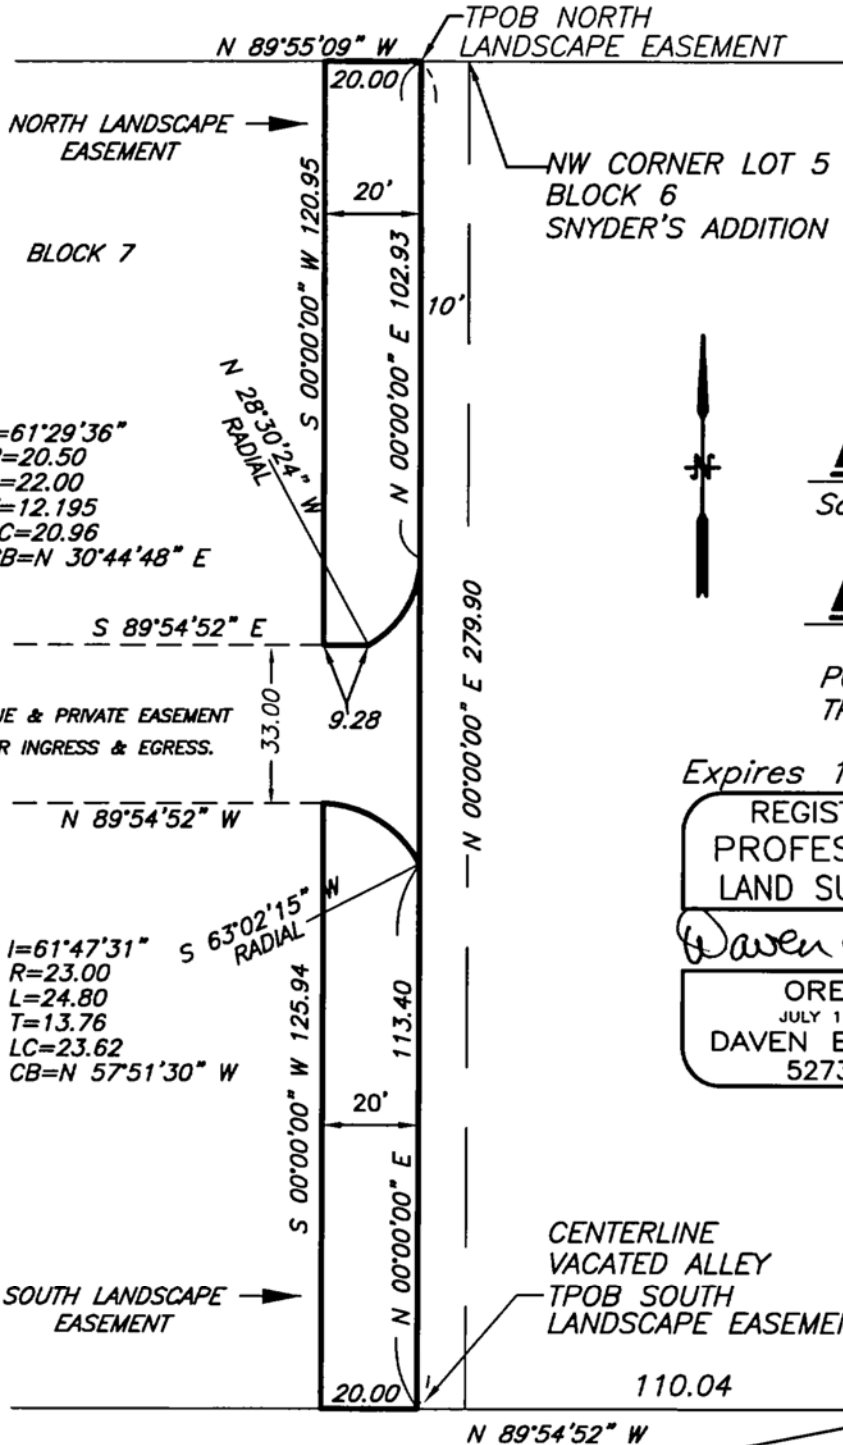 TPOB NORTH
LANDSCAPE EASEMENT
N 89°55'09" W
20.00
NORTH LANDSCAPE
EASEMENT
NW CORNER LOT 5
BLOCK 6
SNYDER'S ADDITION
S 00°00'00" W 120.95
20'
N 00°00'00" E 102.93
BLOCK 7
10'
N 28°30'24" W
RADIAL
=61°29'36"
=20.50
=22.00
=12.195
C=20.96
B=N 30°44'48" E
N
S 89°54'52" E
N 00°00'00" E 279.90
E & PRIVATE EASEMENT
R INGRESS & EGRESS.
33.00
9.28
Expires 1
N 89°54'52" W
REGIST
PROFES
LAND SU
S 63°02'15" W
RADIAL
Daven
I=61°47'31"
R=23.00
L=24.80
T=13.76
LC=23.62
CB=N 57°51'30" W
S 00°00'00" W 125.94
113.40
ORE
JULY 1
DAVEN E
5273
20'
N 00°00'00" E
CENTERLINE
VACATED ALLEY
TPOB SOUTH
LANDSCAPE EASEME
SOUTH LANDSCAPE
EASEMENT
20.00
110.04
N 89°54'52" W